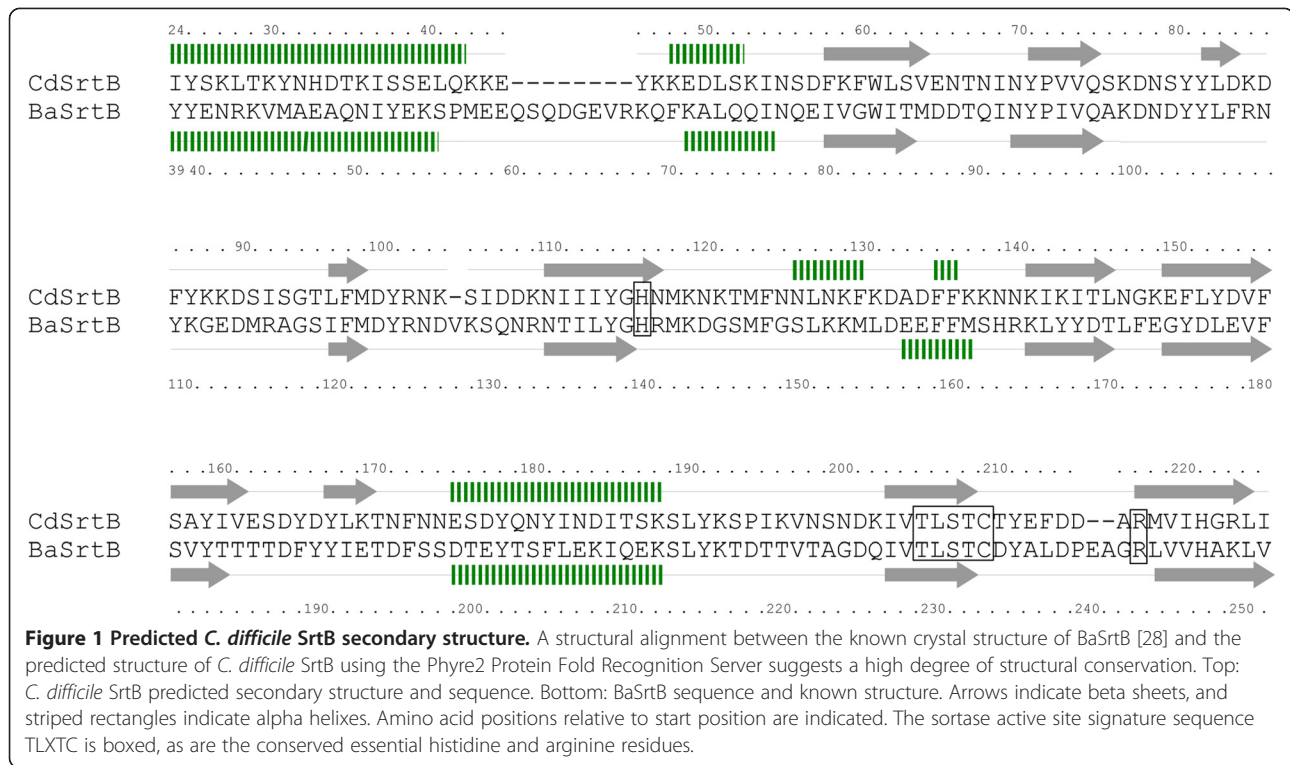 24. . . . . . 30. . . . . . . . . 40. . . . . . . . . . 50. . . . . . . . . 60. . . . . . . . . 70. . . . . . . . . 80. . . . . .
CdSrtB IYSKLTKYNHDTKISSELQKKE--------YKKEDLSKINSDFKFWLSVENTNINYPVVQSKDNSYYLDKD
BaSrtB YYENRKVMAEAQNIYEKSPMEEQSQDGEVRKQFKALQQINQEIVGWITMDDTQINYPIVQAKDNDYYLFRN
39 40. . . . . . . . . 50. . . . . . . . . 60. . . . . . . . . 70. . . . . . . . . 80. . . . . . . . . 90. . . . . . . . . 100. . . . . . . . .
. . . . 90. . . . . . . . .100. . . . . . . . . .110. . . . . . . . .120. . . . . . . . .130. . . . . . . . .140. . . . . . . . .150. . . . . .
CdSrtB FYKKDSISGTLFMDYRNK-SIDDKNIIIYGHNMKNKTMFNNLNKFKDADFFKKNNKIKITLNGKEFLYDVF
BaSrtB YKGEDMRAGSIFMDYRNDVKSQNRNTILYGHRMKDGSMFGSLKKMLDEEFFMSHRKLYYDTLFEGYDLEVF
110. . . . . . . . .120. . . . . . . . .130. . . . . . . . .140. . . . . . . . .150. . . . . . . . .160. . . . . . . . .170. . . . . . . . .180
. . .160. . . . . . . . .170. . . . . . . . .180. . . . . . . . .190. . . . . . . . .200. . . . . . . . .210. . . . . . . . .220. . . . .
CdSrtB SAYIVESDYDYLKTNFNNESDYQNYINDITSKSLYKSPIKVNSNDKIVTLSTCTYEFDD--ARMVIHGRLI
BaSrtB SVYTTTTDFYYIETDFSSDTEYTSFLEKIQEKSLYKTDTTVTAGDQIVTLSTCDYALDPEAGRLVVHAKLV
. . . . . . . . .190. . . . . . . . .200. . . . . . . . .210. . . . . . . . .220. . . . . . . . .230. . . . . . . . .240. . . . . . . . .250. .
Figure 1 Predicted C. difficile SrtB secondary structure. A structural alignment between the known crystal structure of BaSrtB [28] and the
predicted structure of C. difficile SrtB using the Phyre2 Protein Fold Recognition Server suggests a high degree of structural conservation. Top:
C. difficile SrtB predicted secondary structure and sequence. Bottom: BaSrtB sequence and known structure. Arrows indicate beta sheets, and
striped rectangles indicate alpha helixes. Amino acid positions relative to start position are indicated. The sortase active site signature sequence
TLXTC is boxed, as are the conserved essential histidine and arginine residues.